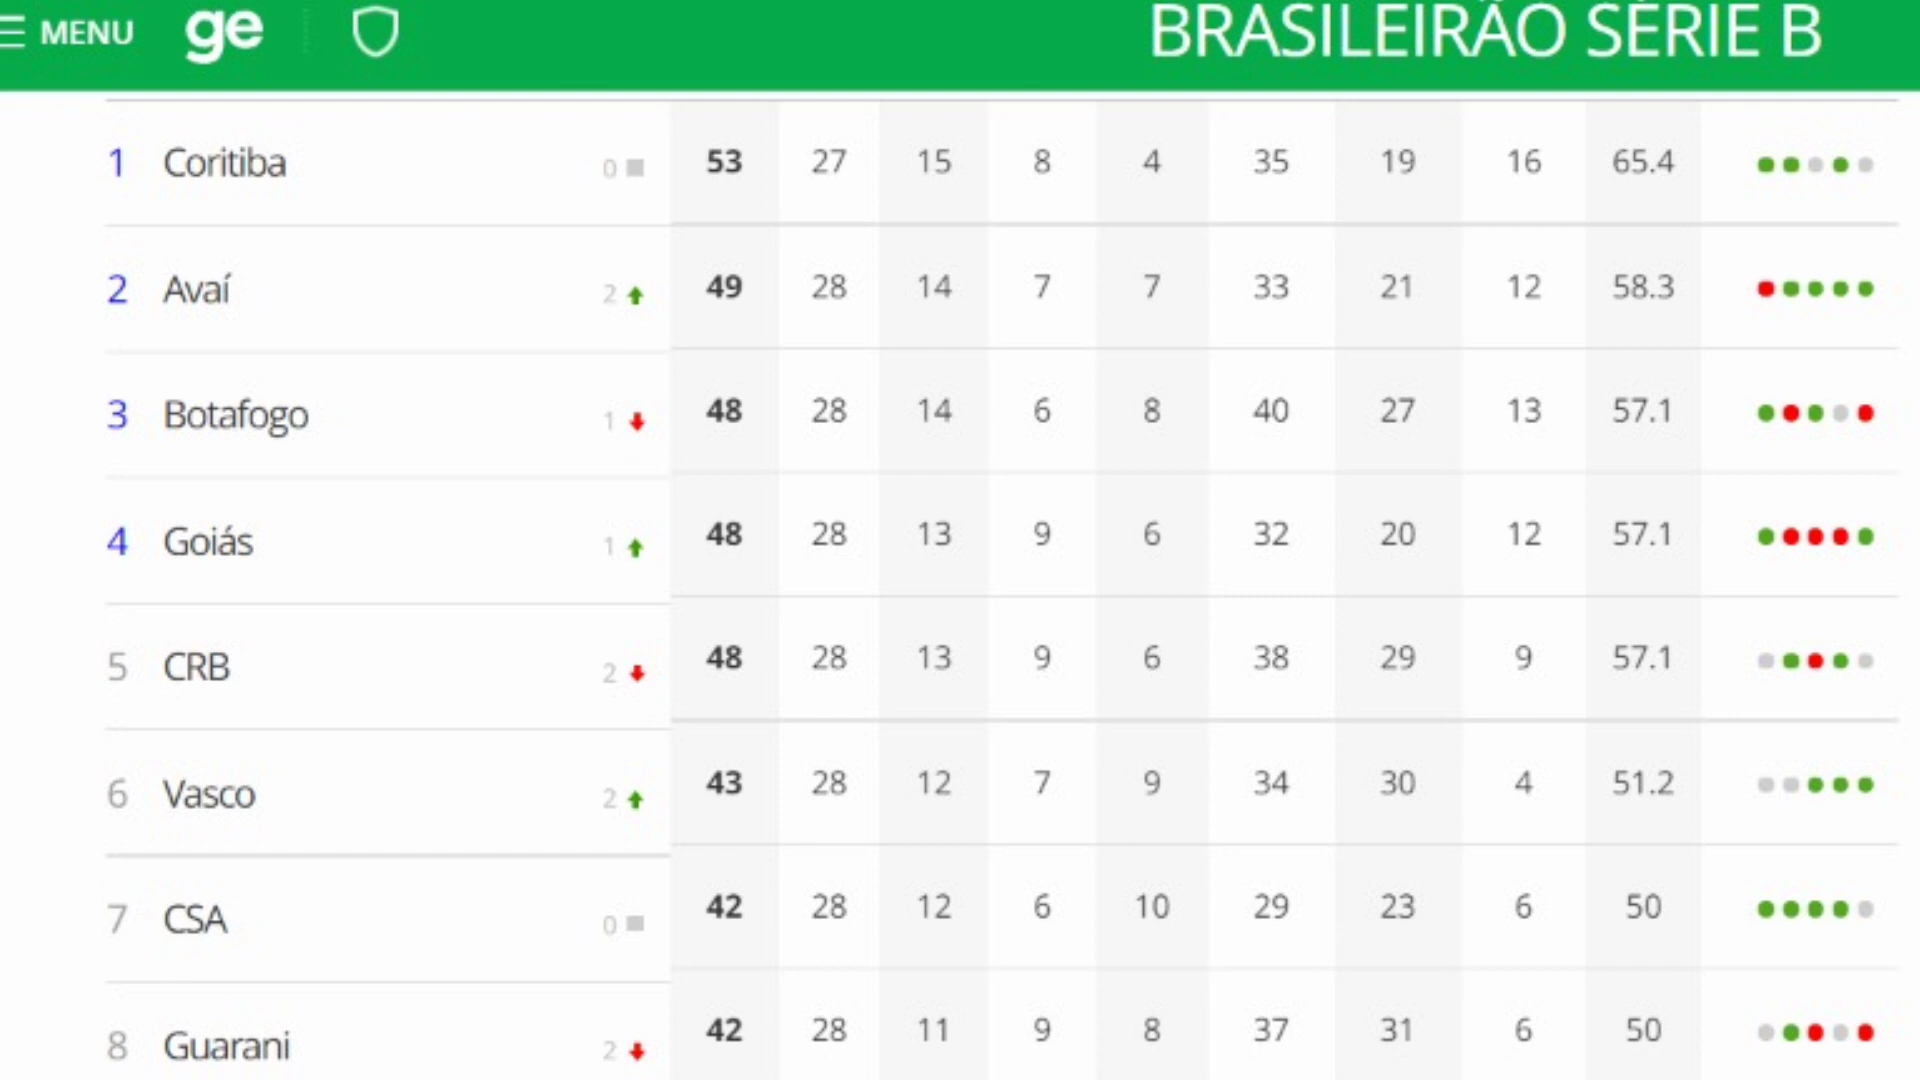 MENU ge BRASILEIRÃO SÉRIE B
1 Coritiba 0 53 27 15 8 4 35 19 16 65.4
2 Avaí 2 49 28 14 7 7 33 21 12 58.3
3 Botafogo 1 48 28 14 6 8 40 27 13 57.1
4 Goiás 1 48 28 13 9 6 32 20 12 57.1
5 CRB 2 48 28 13 9 6 38 29 9 57.1
6 Vasco 2 43 28 12 7 9 34 30 4 51.2
7 CSA 0 42 28 12 6 10 29 23 6 50
8 Guarani 2 42 28 11 9 8 37 31 6 50